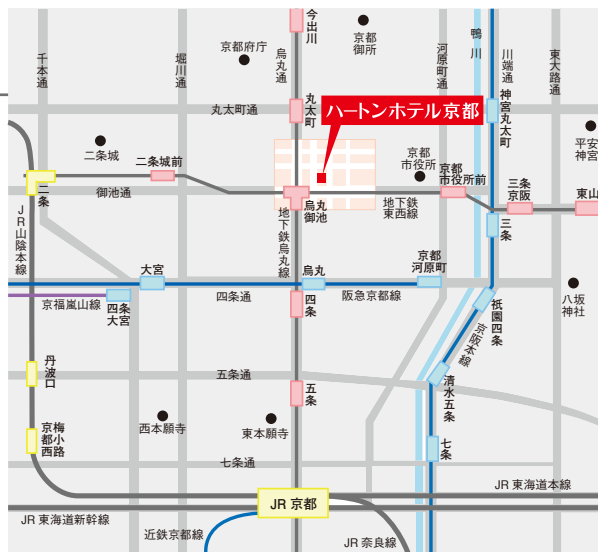 今出川
京都
御所
鴨川
千本通
堀川通
京都府庁
烏丸通
河原町通
川端通
東大路通
丸太町通
丸太町
ハートンホテル京都
神宮丸太町
平安
神宮
二条城
二条城前
京都
市役所
京都
市役所前
三条
京阪
東山
二条
御池通
烏丸
御池
地下鉄
東西線
三条
JR山陰本線
地下鉄烏丸線
大宮
烏丸
京都
河原町
四条通
阪急京都線
京福嵐山線
四条
大宮
四条
祇園四条
八坂
神社
京阪本線
丹波口
五条通
五条
清水五条
梅小路
京都西
西本願寺
東本願寺
七条
七条通
JR 京都
JR 東海道本線
JR 東海道新幹線
近鉄京都線
JR 奈良線